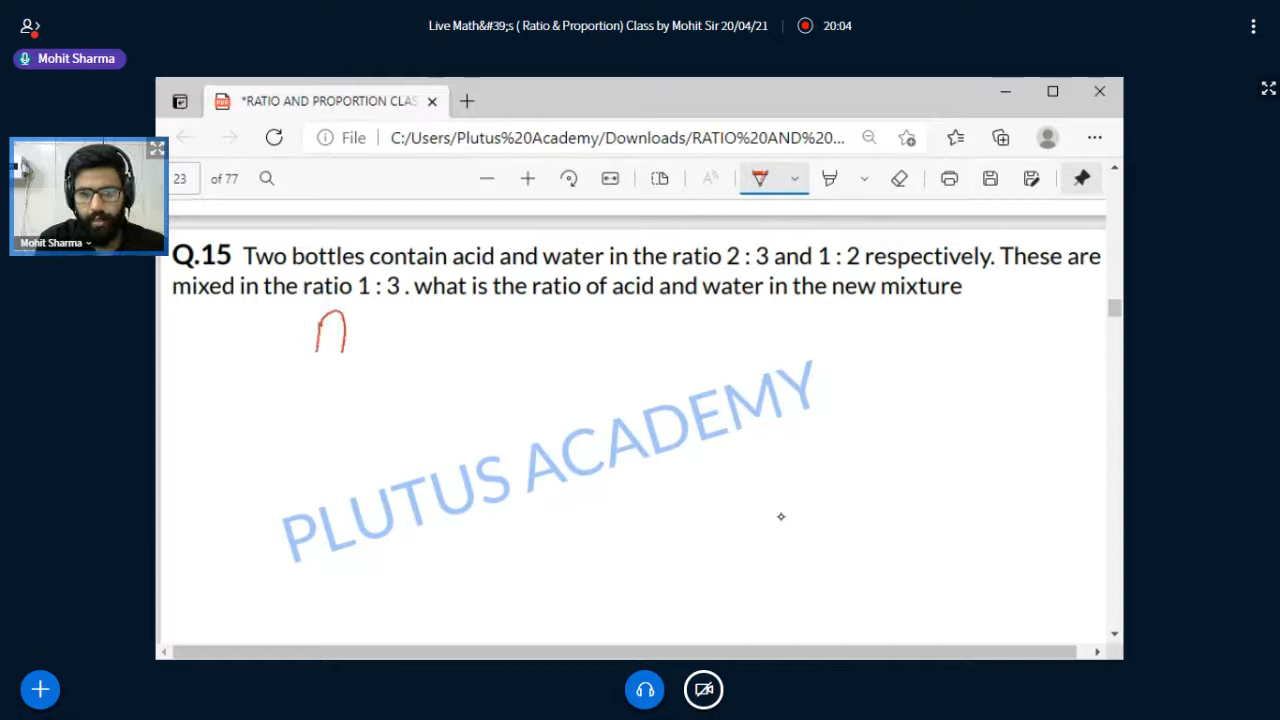 Live Math&#39;s ( Ratio & Proportion) Class by Mohit Sir 20/04/21 20:04
Mohit Sharma
*RATIO AND PROPORTION CLAS
File C:/Users/Plutus%20Academy/Downloads/RATIO%20AND%20...
23 of 77
Mohit Sharma
Q.15 Two bottles contain acid and water in the ratio 2 : 3 and 1 : 2 respectively. These are
mixed in the ratio 1 : 3 . what is the ratio of acid and water in the new mixture
PLUTUS ACADEMY